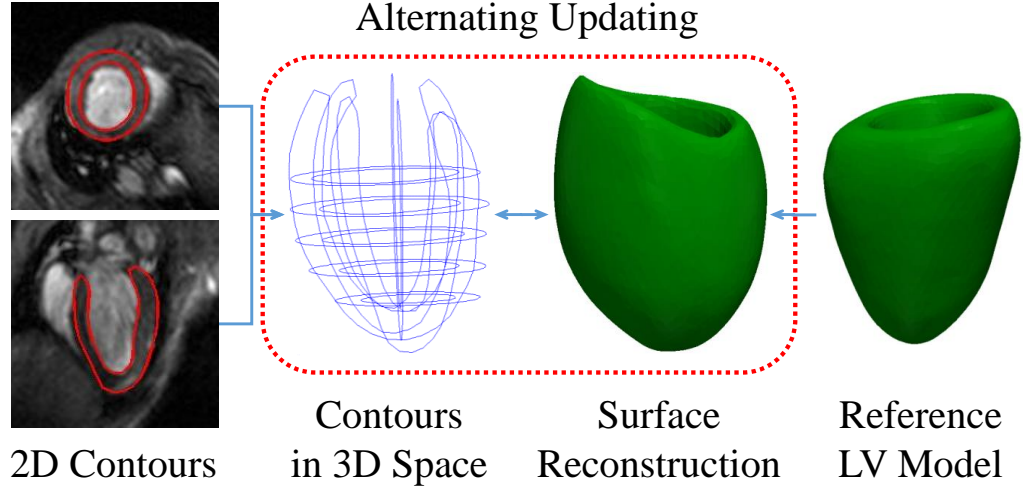 Alternating Updating
2D Contours
Contours
in 3D Space
Surface
Reconstruction
Reference
LV Model